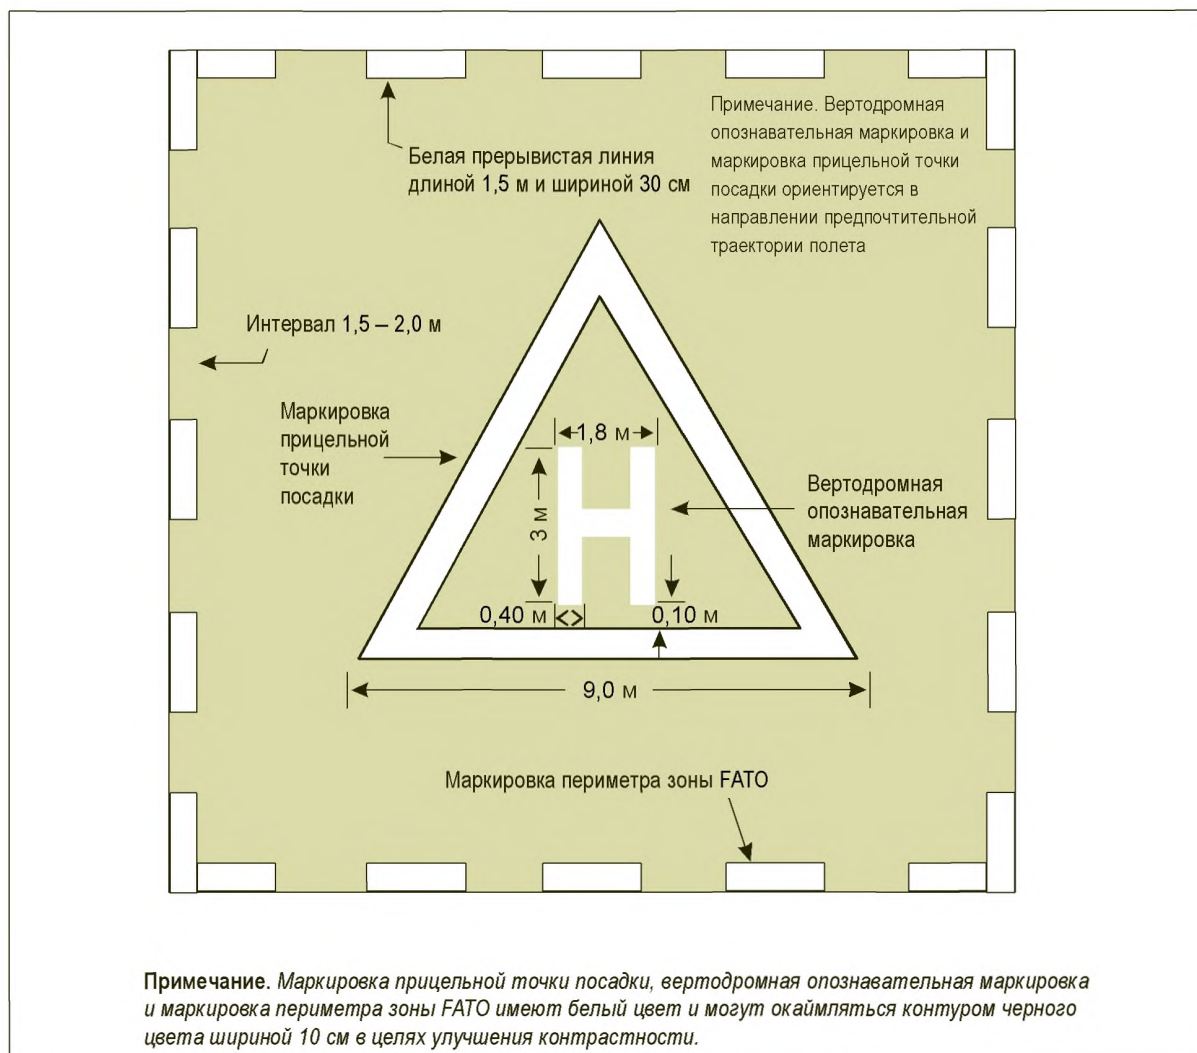 Примечание. Вертодромная
опознавательная маркировка и
маркировка прицельной точки
посадки ориентируется в
направлении предпочтительной
траектории полета
Белая прерывистая линия
длиной 1,5 м и шириной 30 см
Интервал 1,5 – 2,0 м
Маркировка
прицельной
точки
посадки
1,8 м
3 м
H
Вертодромная
опознавательная
маркировка
0,40 м
0,10 м
9,0 м
Маркировка периметра зоны FATO
Примечание. Маркировка прицельной точки посадки, вертодромная опознавательная маркировка
и маркировка периметра зоны FATO имеют белый цвет и могут окаймляться контуром черного
цвета шириной 10 см в целях улучшения контрастности.